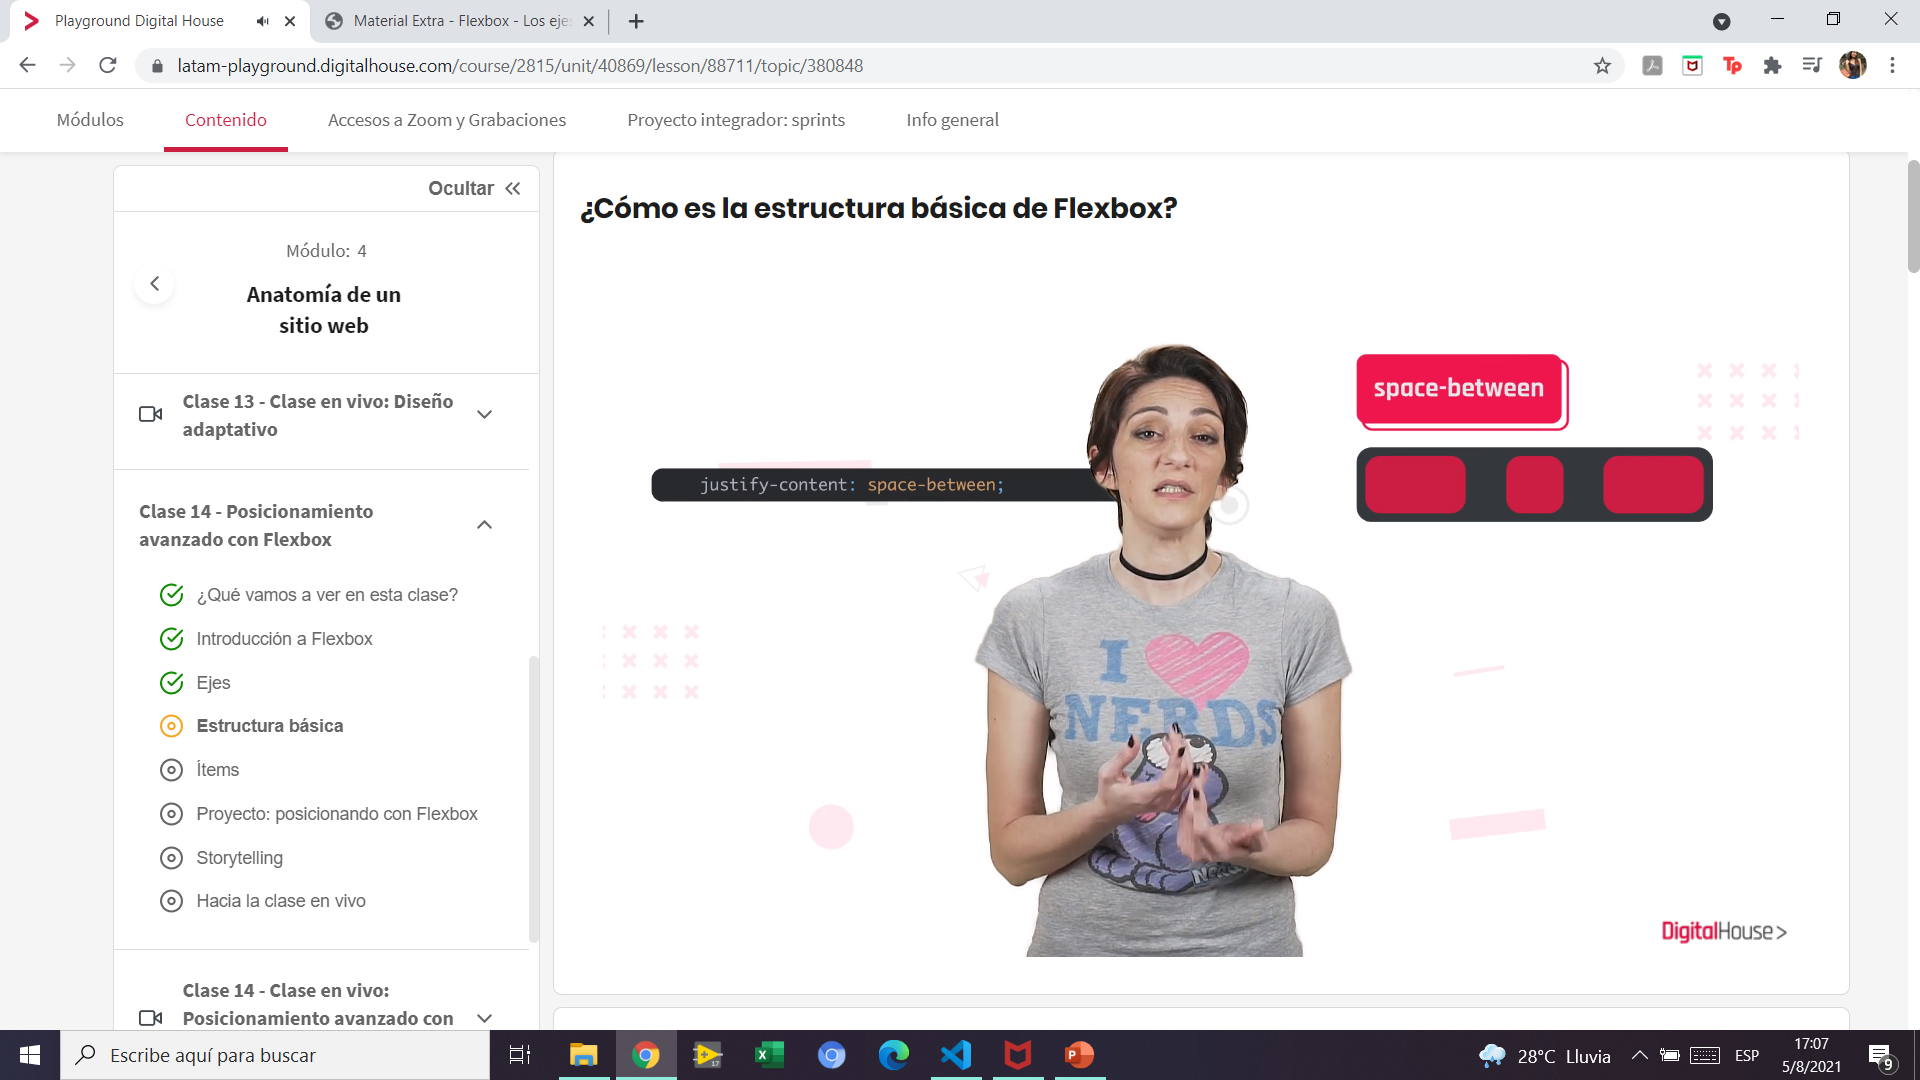 Playground Digital House
Material Extra - Flexbox - Los eje
latam-playground.digitalhouse.com/course/2815/unit/40869/lesson/88711/topic/380848
Tp
Módulos
Contenido
Accesos a Zoom y Grabaciones
Proyecto integrador: sprints
Info general
Ocultar
Módulo: 4
Anatomía de un
sitio web
Clase 13 - Clase en vivo: Diseño
adaptativo
Clase 14 - Posicionamiento
avanzado con Flexbox
¿Qué vamos a ver en esta clase?
Introducción a Flexbox
Ejes
Estructura básica
Ítems
Proyecto: posicionando con Flexbox
Storytelling
Hacia la clase en vivo
Clase 14 - Clase en vivo:
Posicionamiento avanzado con
¿Cómo es la estructura básica de Flexbox?
justify-content: space-between;
space-between
I
NERDS
DigitalHouse>
Escribe aquí para buscar
28°C Lluvia
ESP
17:07
5/8/2021
9